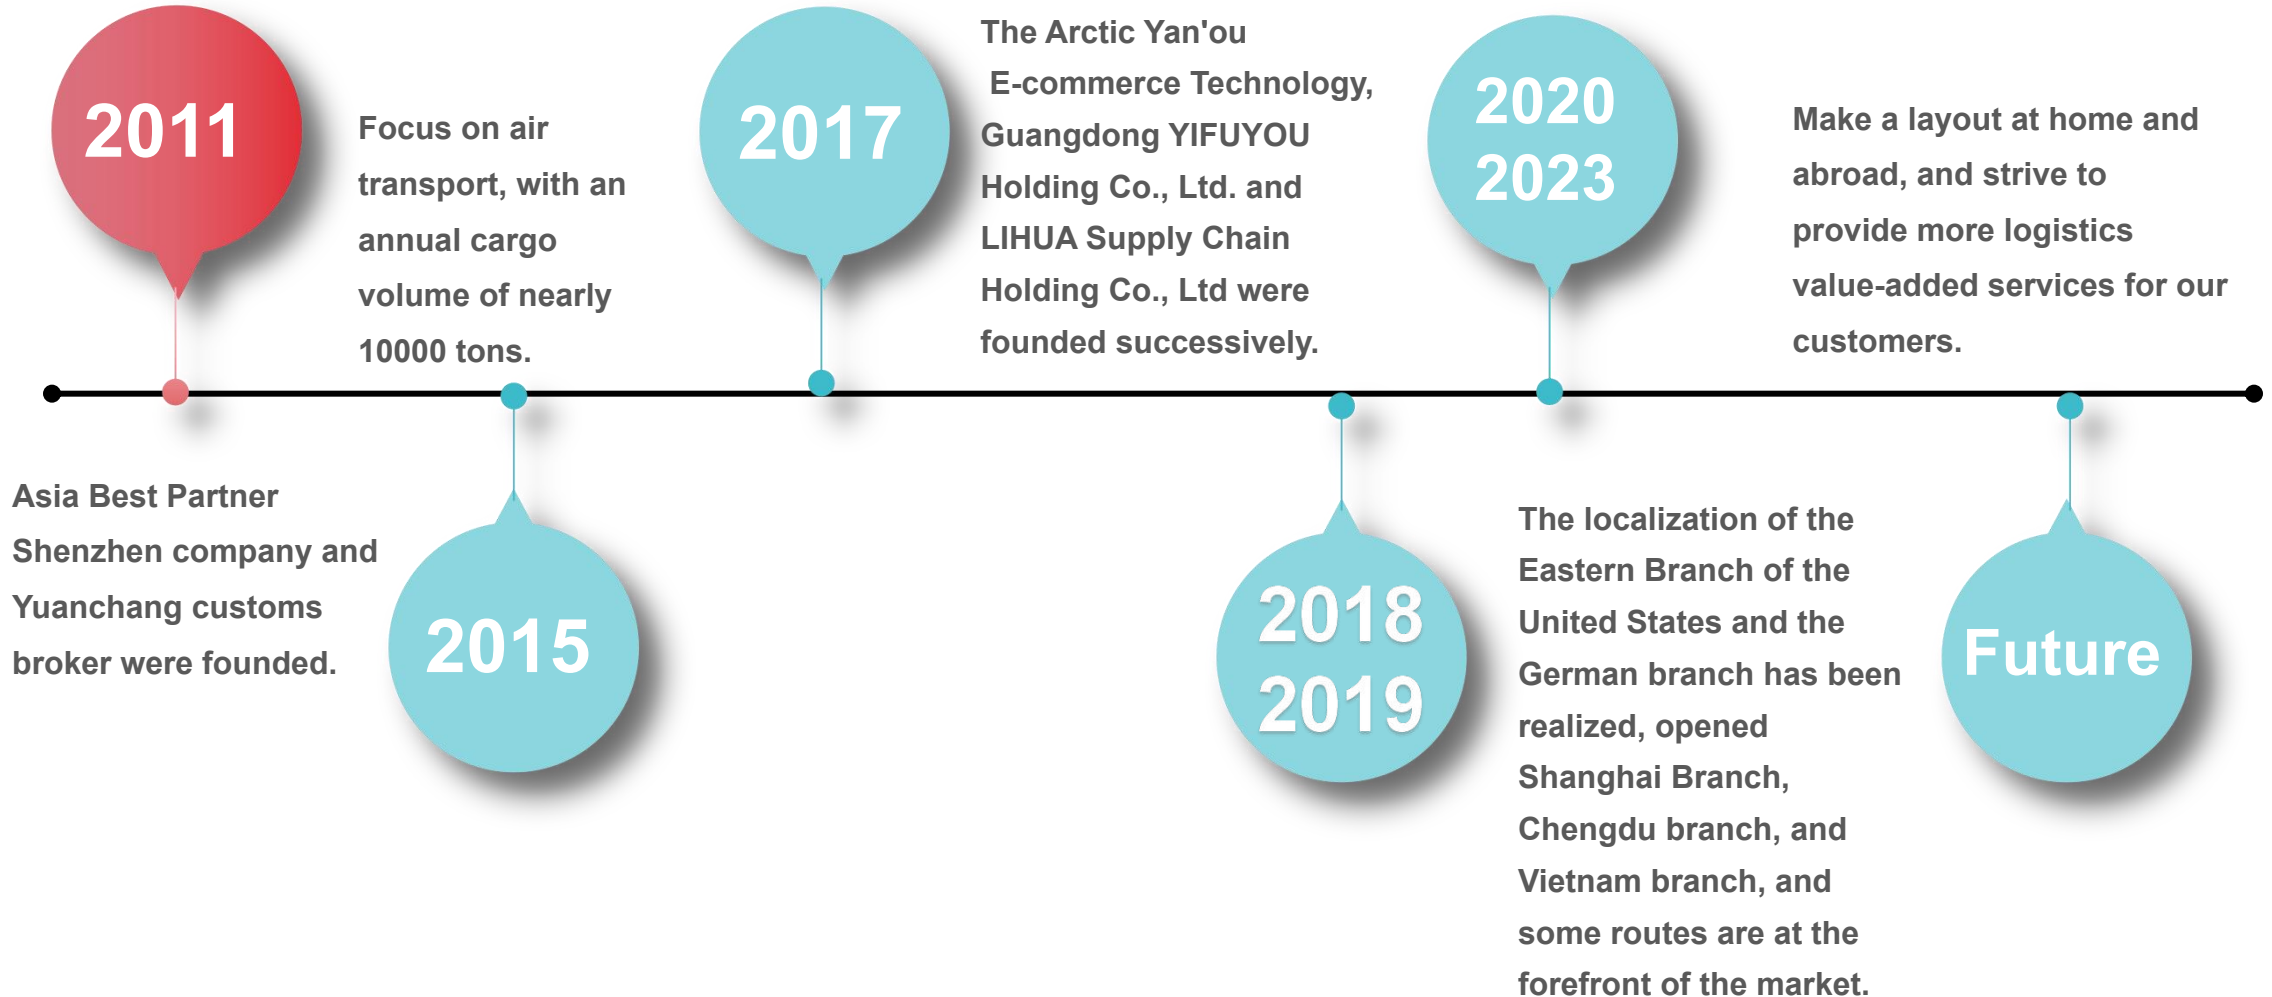 2011
Asia Best Partner
Shenzhen company and
Yuanchang customs
broker were founded.
Focus on air
transport, with an
annual cargo
volume of nearly
10000 tons.
2015
2017
The Arctic Yan'ou
E-commerce Technology,
Guangdong YIFUYOU
Holding Co., Ltd. and
LIHUA Supply Chain
Holding Co., Ltd were
founded successively.
2018
2019
The localization of the
Eastern Branch of the
United States and the
German branch has been
realized, opened
Shanghai Branch,
Chengdu branch, and
Vietnam branch, and
some routes are at the
forefront of the market.
2020
2023
Make a layout at home and
abroad, and strive to
provide more logistics
value-added services for our
customers.
Future